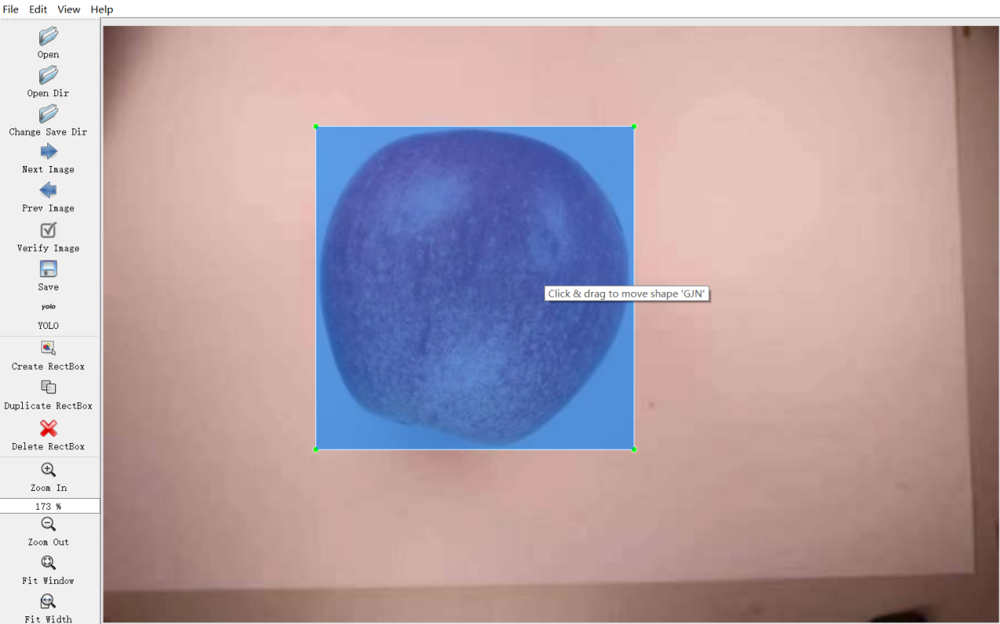 File Edit View Help
Open
Open Dir
Change Save Dir
Next Image
Prev Image
Verify Image
Save
yolo
YOLO
Create RectBox
Duplicate RectBox
Delete RectBox
Zoom In
173 %
Zoom Out
Fit Window
Fit Width
Click & drag to move shape 'GJN'